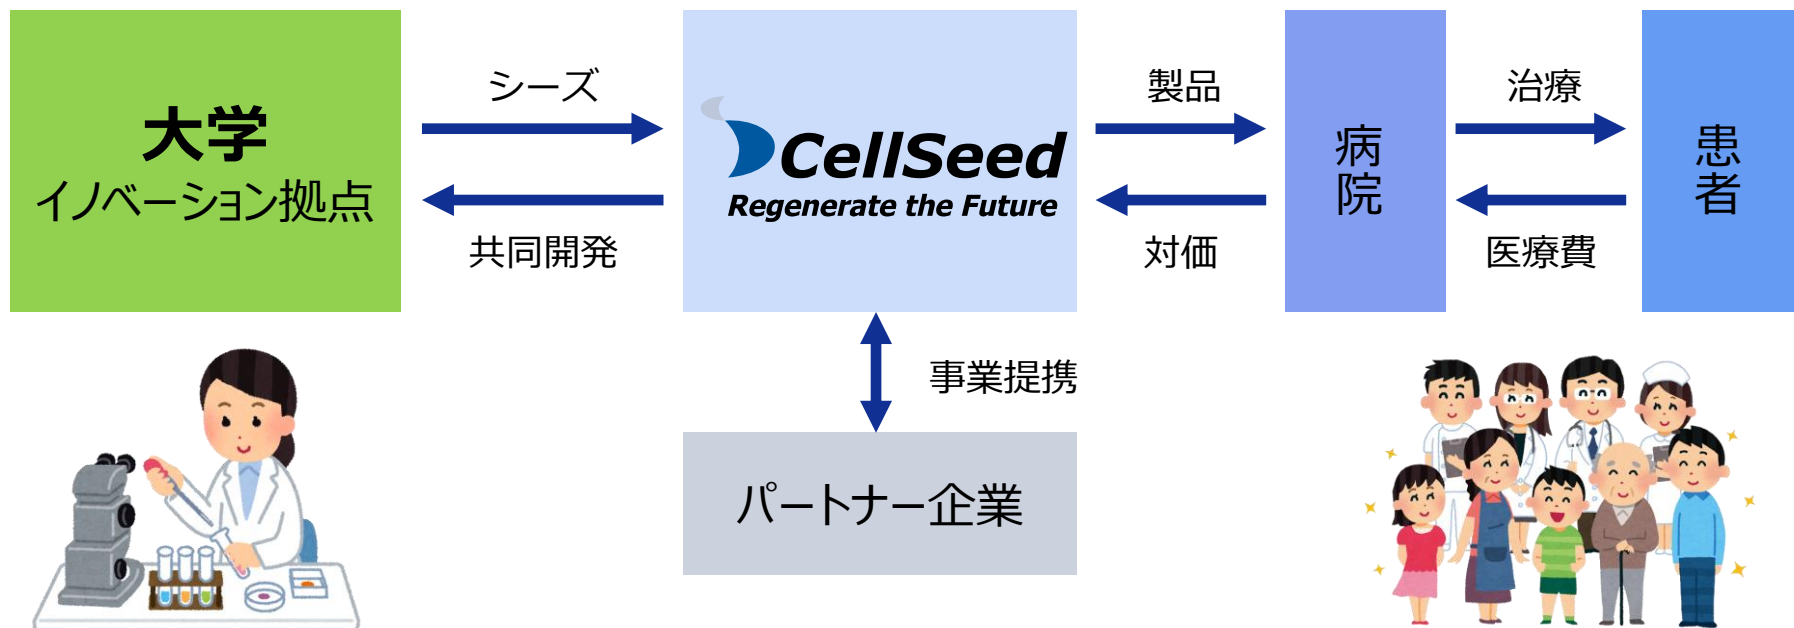 大学
イノベーション拠点
シーズ
共同開発
CellSeed
Regenerate the Future
製品
対価
病院
治療
医療費
患者
事業提携
パートナー企業